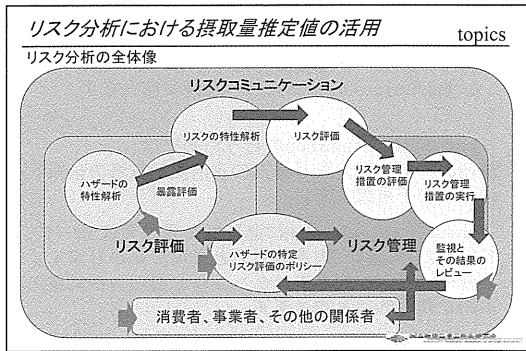 リスク分析における摂取量推定値の活用
topics
リスク分析の全体像
リスクコミュニケーション
リスクの特性解析
リスク評価
ハザードの
特性解析
暴露評価
リスク管理
措置の評価
リスク管理
措置の実行
リスク評価
ハザードの特定
リスク評価のポリシー
リスク管理
監視と
その結果の
レビュー
消費者、事業者、その他の関係者